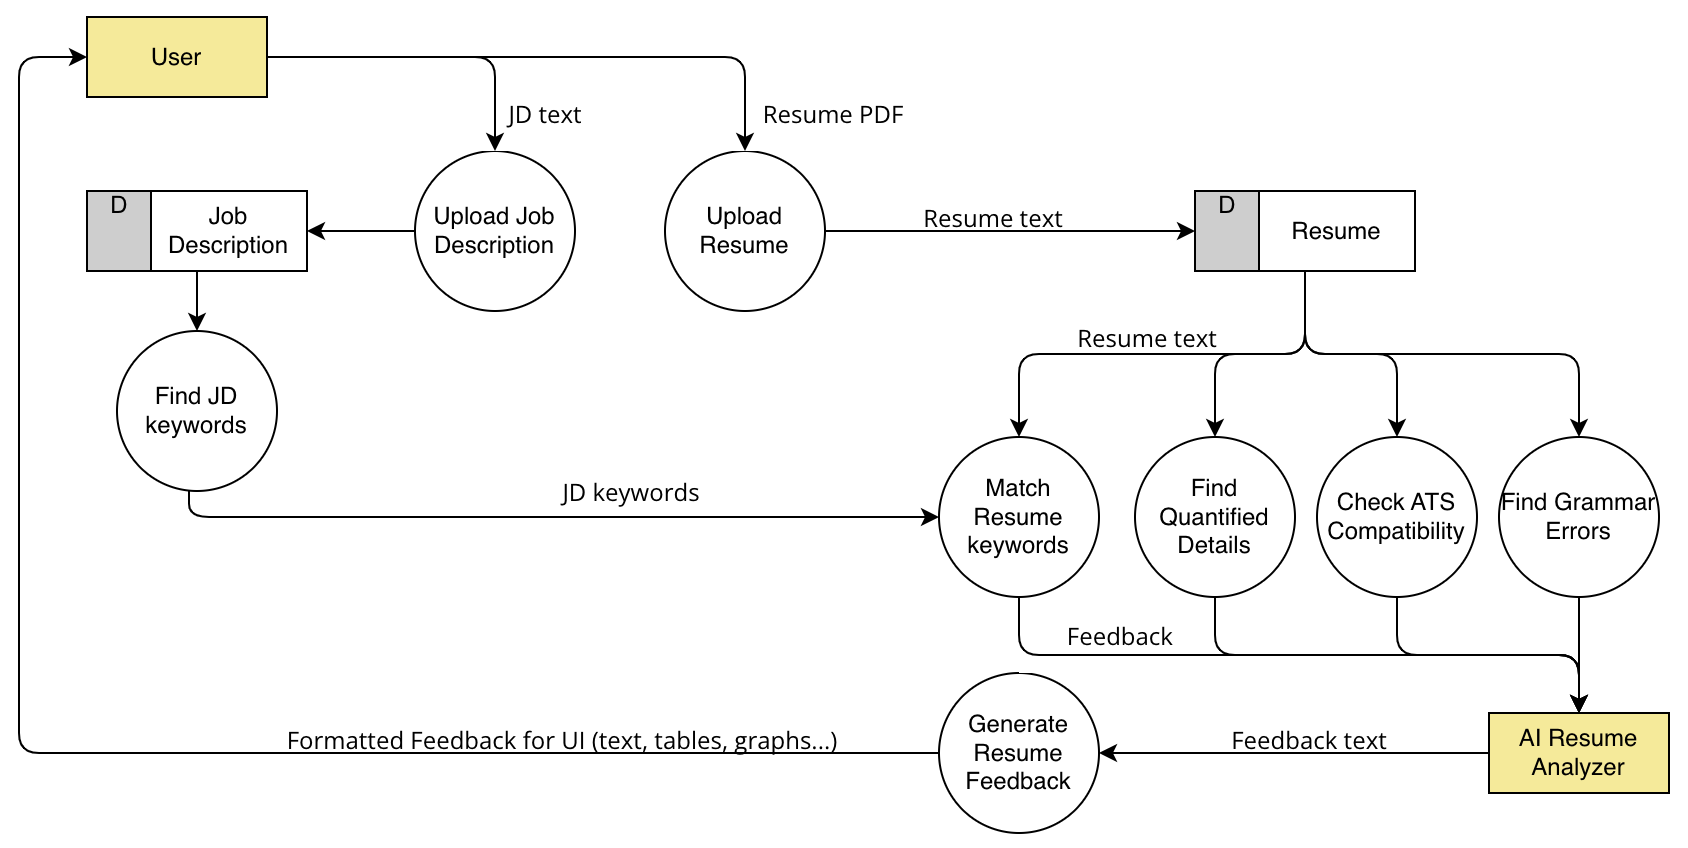 User
JD text
Resume PDF
D
Job
Description
Upload Job
Description
Upload
Resume
Resume text
D
Resume
Resume text
Find JD
keywords
JD keywords
Match
Resume
keywords
Find
Quantified
Details
Check ATS
Compatibility
Find Grammar
Errors
Feedback
Formatted Feedback for UI (text, tables, graphs...)
Generate
Resume
Feedback
Feedback text
AI Resume
Analyzer